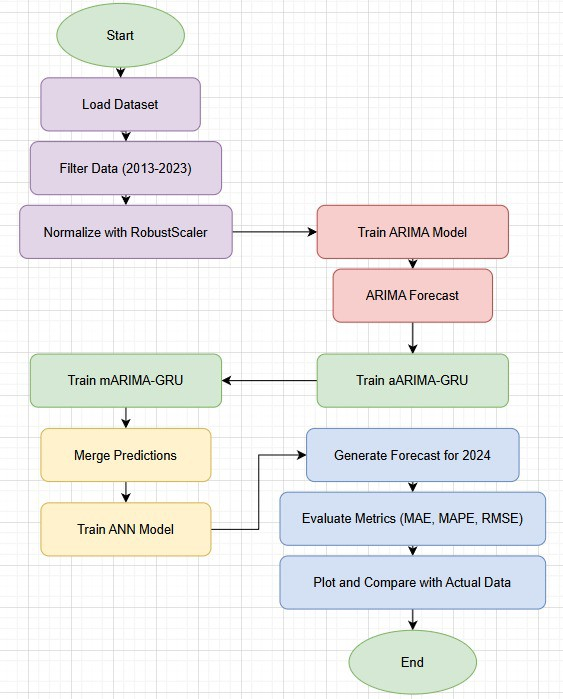 Start
Load Dataset
Filter Data (2013-2023)
Normalize with RobustScaler
Train ARIMA Model
ARIMA Forecast
Train aARIMA-GRU
Train mARIMA-GRU
Merge Predictions
Train ANN Model
Generate Forecast for 2024
Evaluate Metrics (MAE, MAPE, RMSE)
Plot and Compare with Actual Data
End